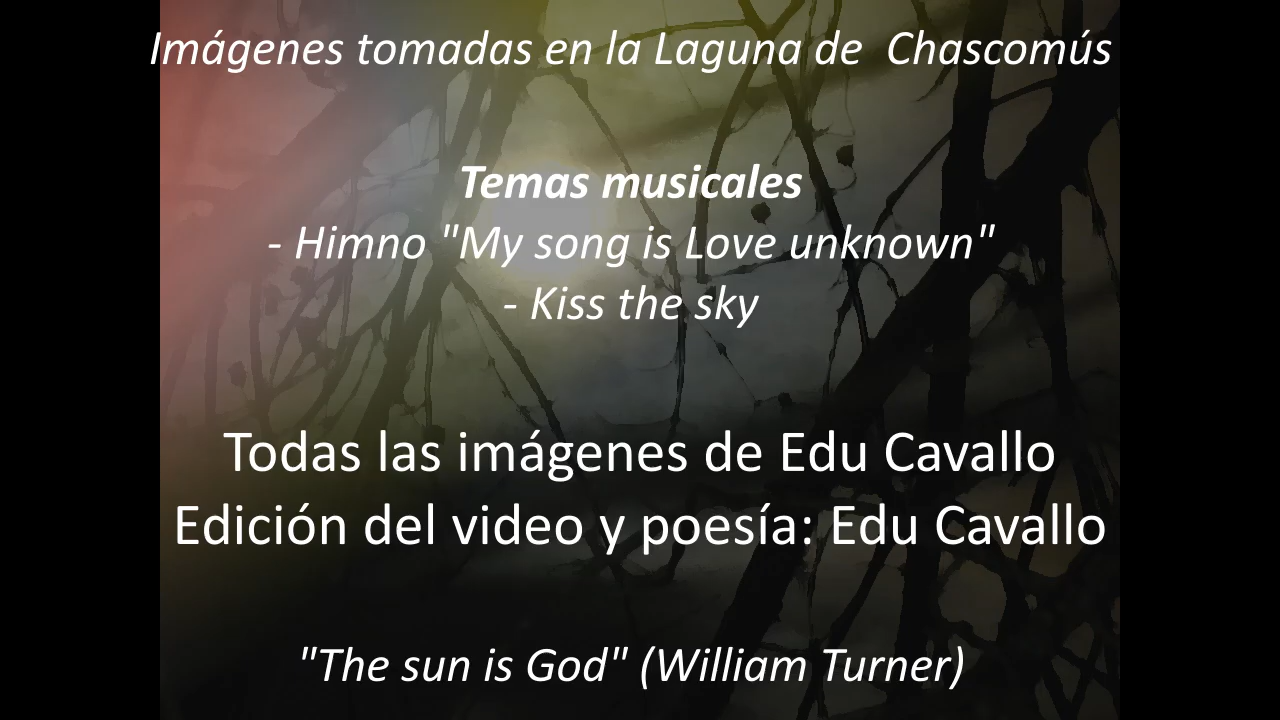 Imágenes tomadas en la Laguna de Chascomús
Temas musicales
- Himno "My song is Love unknown"
- Kiss the sky
Todas las imágenes de Edu Cavallo
Edición del video y poesía: Edu Cavallo
"The sun is God" (William Turner)